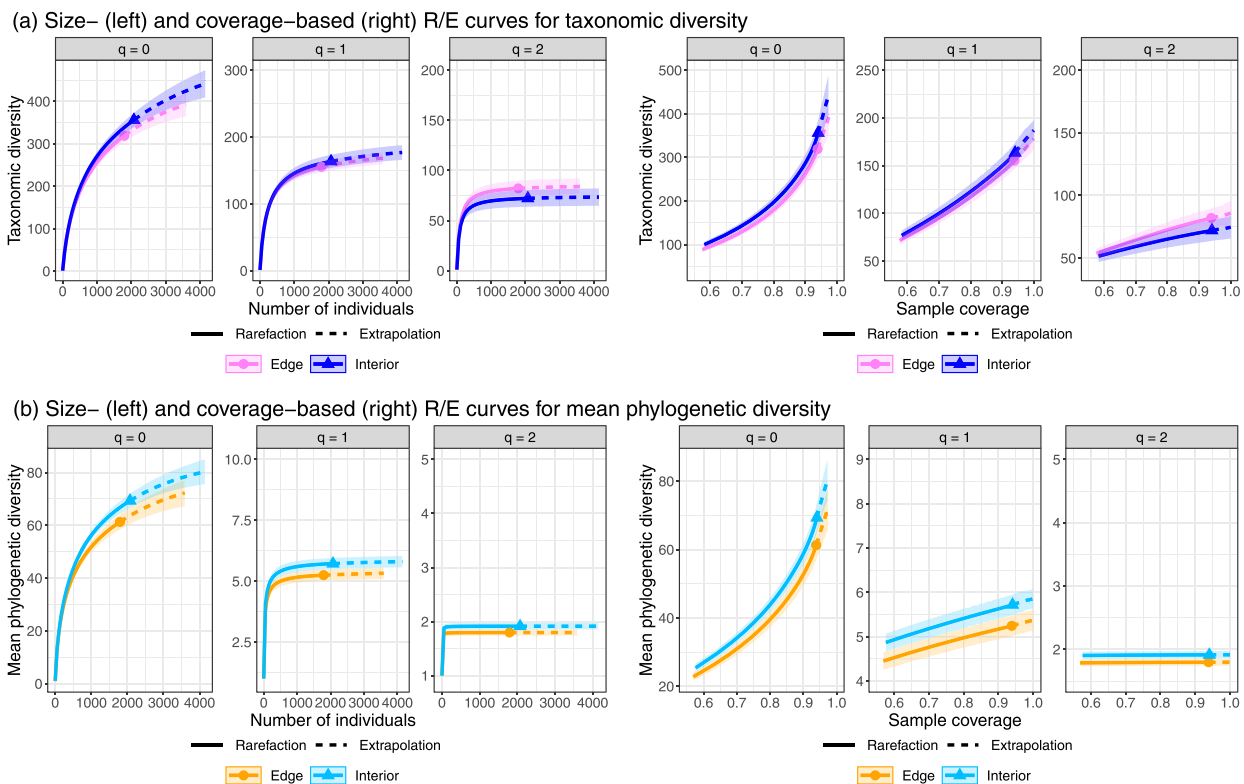 (a) Size− (left) and coverage−based (right) R/E curves for taxonomic diversity
q = 0 q = 1 q = 2 q = 0 q = 1 q = 2
Taxonomic diversity
0 100 200 300 400
0 100 200 300
0 50 100 150 200
0 1000 2000 3000 4000 0 1000 2000 3000 4000 0 1000 2000 3000 4000
Number of individuals
Taxonomic diversity
100 200 300 400 500
50 100 150 200 250
50 100 150 200
0.6 0.7 0.8 0.9 1.0 0.6 0.7 0.8 0.9 1.0 0.6 0.7 0.8 0.9 1.0
Sample coverage
Rarefaction Extrapolation
Edge Interior
Rarefaction Extrapolation
Edge Interior
(b) Size− (left) and coverage−based (right) R/E curves for mean phylogenetic diversity
q = 0 q = 1 q = 2 q = 0 q = 1 q = 2
Mean phylogenetic diversity
0 20 40 60 80
2.5 5.0 7.5 10.0
1 2 3 4 5
0 1000 2000 3000 4000 0 1000 2000 3000 4000 0 1000 2000 3000 4000
Number of individuals
Mean phylogenetic diversity
20 40 60 80
4 5 6 7 8 9
2 3 4 5
0.6 0.7 0.8 0.9 1.0 0.6 0.7 0.8 0.9 1.0 0.6 0.7 0.8 0.9 1.0
Sample coverage
Rarefaction Extrapolation
Edge Interior
Rarefaction Extrapolation
Edge Interior